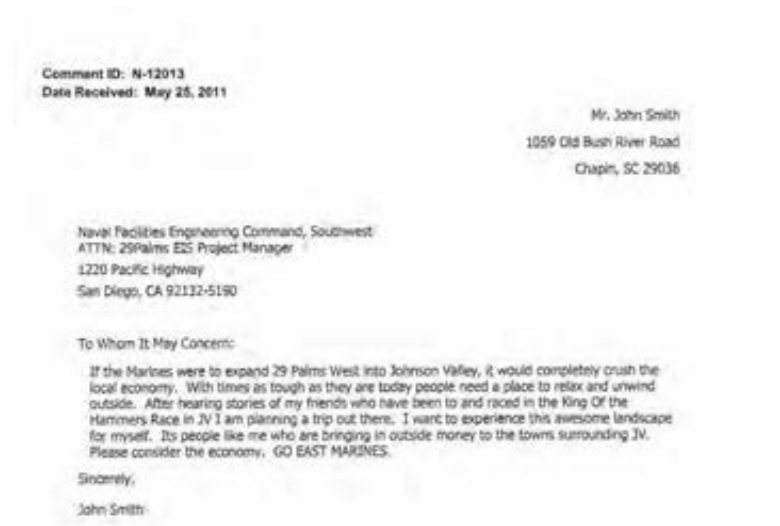 Comment ID: N-12013
Date Received: May 25, 2011
Mr. John Smith
1059 Old Bush River Road
Chapin, SC 29036
Naval Facilities Engineering Command, Southwest
ATTN: 29Palms EIS Project Manager
1220 Pacific Highway
San Diego, CA 92132-5190
To Whom It May Concern:
If the Marines were to expand 29 Palms West into Johnson Valley, it would completely crush the
local economy. With times as tough as they are today people need a place to relax and unwind
outside. After hearing stories of my friends who have been to and raced in the King Of the
Hammers Race in JV I am planning a trip out there. I want to experience this awesome landscape
for myself. Its people like me who are bringing in outside money to the towns surrounding JV.
Please consider the economy. GO EAST MARINES.
Sincerely,
John Smith